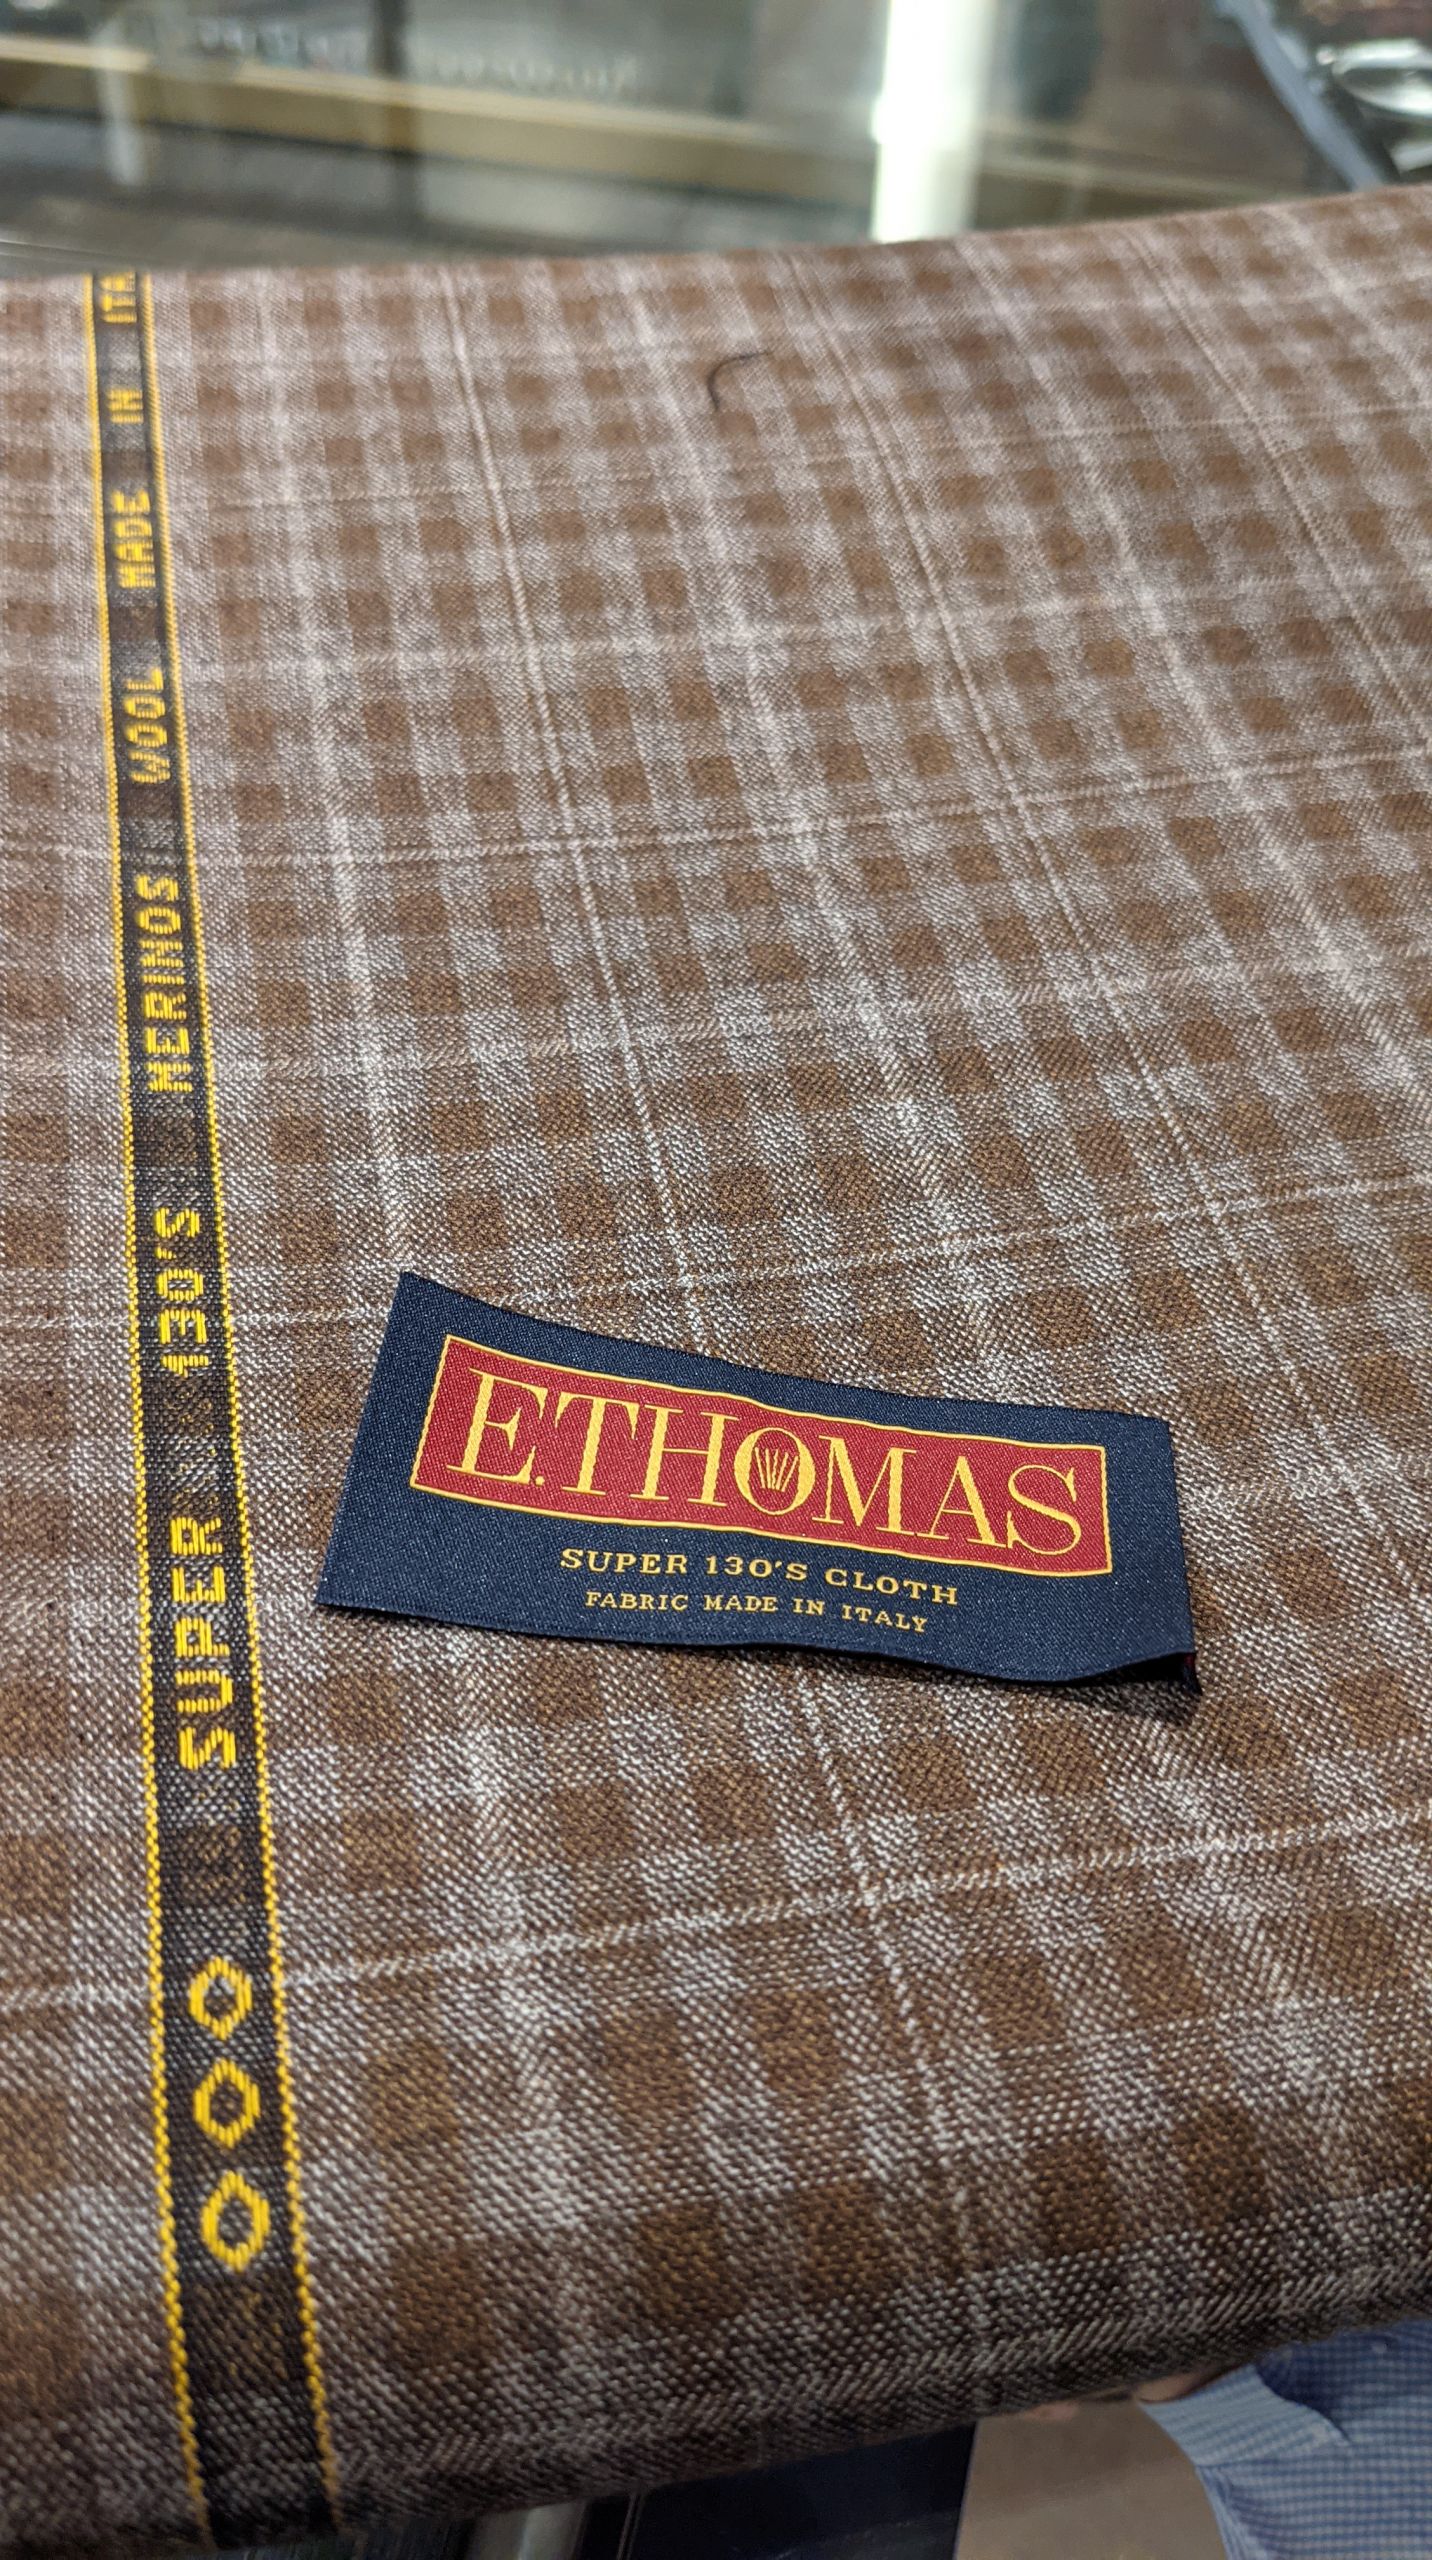 OOO SUPER 130'S MERINOS WOOL MADE IN ITA
E.THOMAS
SUPER 130'S CLOTH
FABRIC MADE IN ITALY